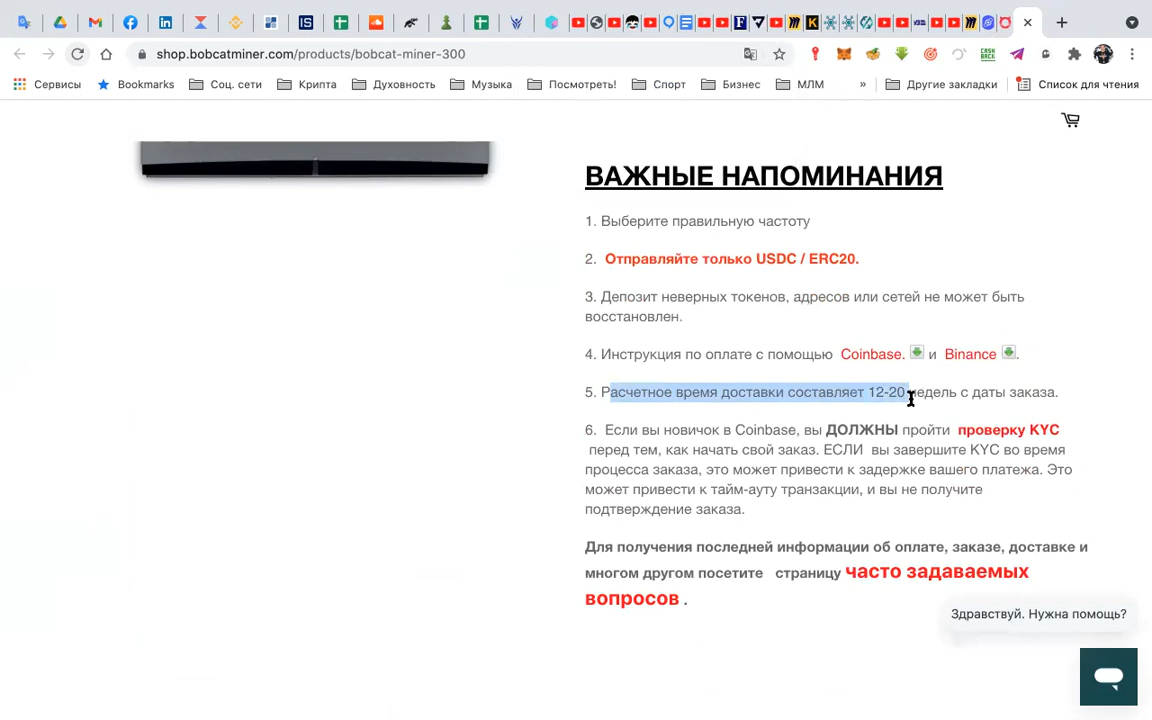 shop.bobcatminer.com/products/bobcat-miner-300
Сервисы Bookmarks Соц. сети Крипта Духовность Музыка Посмотреть! Спорт Бизнес МЛМ » Другие закладки Список для чтения
ВАЖНЫЕ НАПОМИНАНИЯ
1. Выберите правильную частоту
2. Отправляйте только USDC / ERC20.
3. Депозит неверных токенов, адресов или сетей не может быть
восстановлен.
4. Инструкция по оплате с помощью Coinbase. и Binance .
5. Расчетное время доставки составляет 12-20 недель с даты заказа.
6. Если вы новичок в Coinbase, вы ДОЛЖНЫ пройти проверку KYC
перед тем, как начать свой заказ. ЕСЛИ вы завершите KYC во время
процесса заказа, это может привести к задержке вашего платежа. Это
может привести к тайм-ауту транзакции, и вы не получите
подтверждение заказа.
Для получения последней информации об оплате, заказе, доставке и
многом другом посетите страницу часто задаваемых
вопросов .
Здравствуй. Нужна помощь?